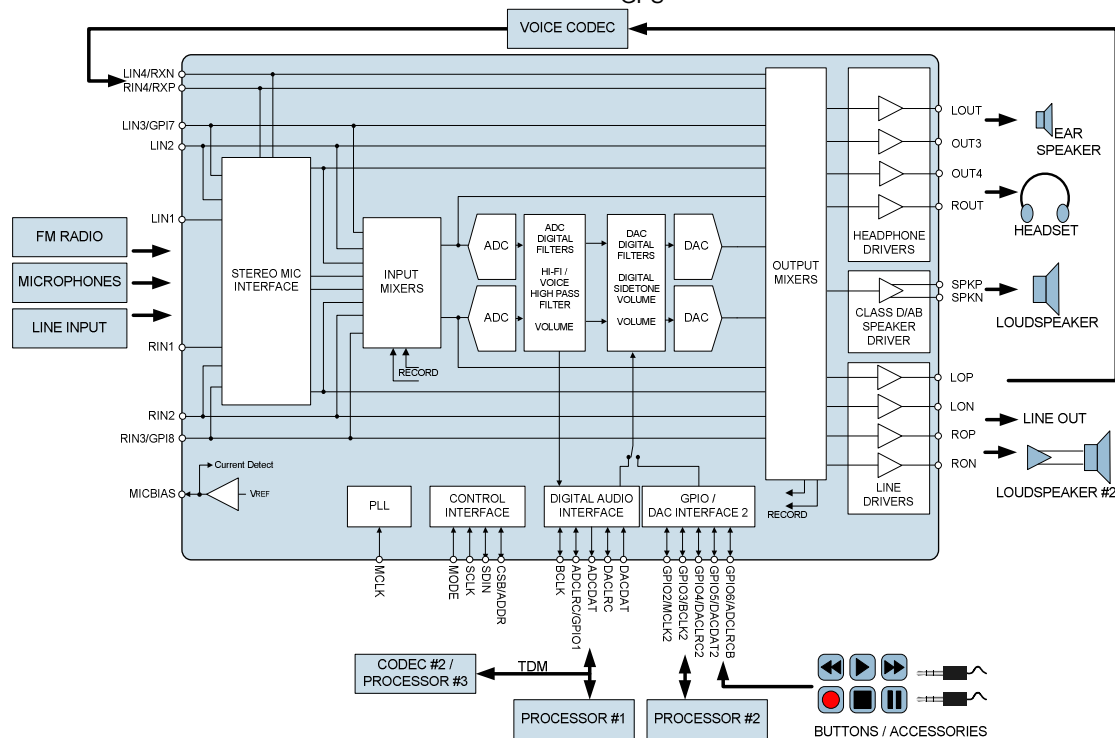 VOICE CODEC
LIN4/RXN
RIN4/RXP
LIN3/GPI7
LIN2
LIN1
RIN1
RIN2
RIN3/GPI8
MICBIAS
FM RADIO
MICROPHONES
LINE INPUT
STEREO MIC
INTERFACE
INPUT
MIXERS
RECORD
ADC
ADC
ADC
DIGITAL
FILTERS
HI-FI /
VOICE
HIGH PASS
FILTER
VOLUME
DAC
DIGITAL
FILTERS
DIGITAL
SIDETONE
VOLUME
VOLUME
DAC
DAC
OUTPUT
MIXERS
RECORD
HEADPHONE
DRIVERS
CLASS D/AB
SPEAKER
DRIVER
LINE
DRIVERS
LOUT
OUT3
OUT4
ROUT
SPKP
SPKN
LOP
LON
ROP
RON
EAR
SPEAKER
HEADSET
LOUDSPEAKER
LINE OUT
LOUDSPEAKER #2
Current Detect
VREF
PLL
CONTROL
INTERFACE
DIGITAL AUDIO
INTERFACE
GPIO /
DAC INTERFACE 2
MCLK
MODE
SCLK
SDIN
CSB/ADDR
BCLK
ADCLRC/GPIO1
ADCDAT
DACLRC
DACDAT
GPIO2/MCLK2
GPIO3/BCLK2
GPIO4/DACLRC2
GPIO5/DACDAT2
GPIO6/ADCLRCB
CODEC #2 /
PROCESSOR #3
TDM
PROCESSOR #1
PROCESSOR #2
BUTTONS / ACCESSORIES